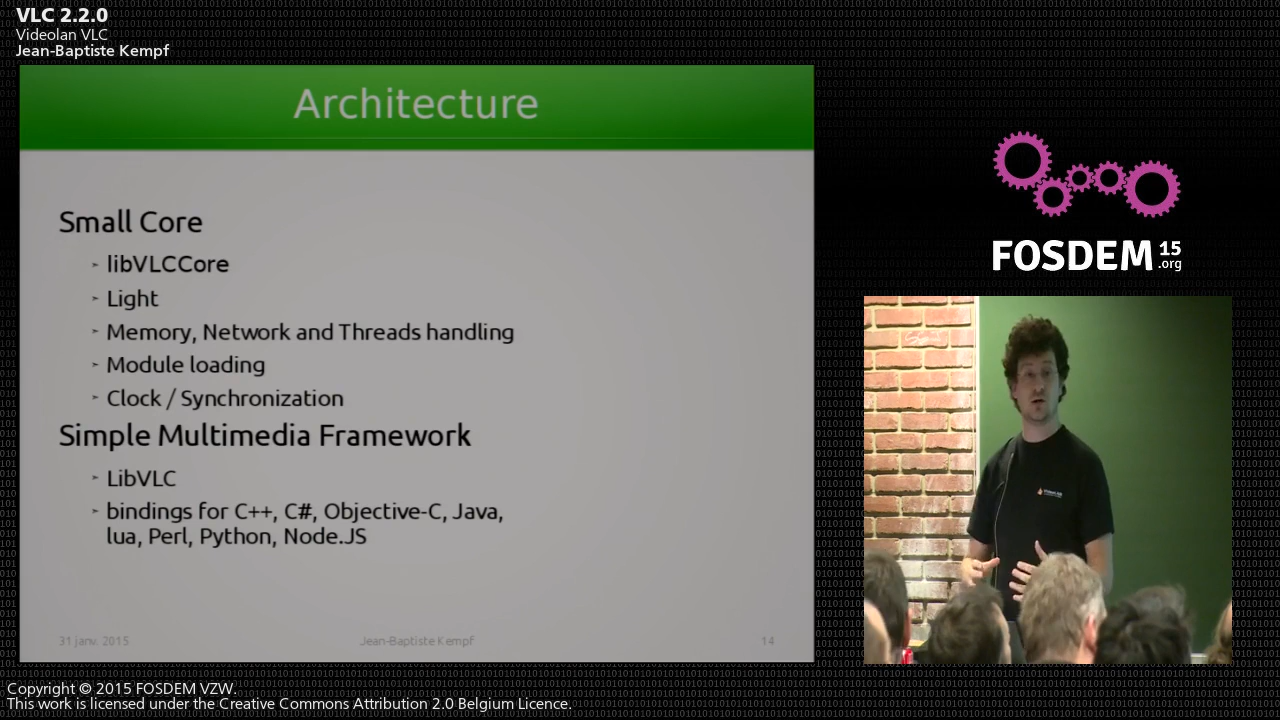 VLC 2.2.0
Videolan VLC
Jean-Baptiste Kempf
Architecture
Small Core
libVLCCore
Light
Memory, Network and Threads handling
Module loading
Clock / Synchronization
Simple Multimedia Framework
LibVLC
bindings for C++, C#, Objective-C, Java,
lua, Perl, Python, Node.JS
31 janv. 2015
Jean-Baptiste Kempf
14
FOSDEM 15
.org
Copyright © 2015 FOSDEM VZW.
This work is licensed under the Creative Commons Attribution 2.0 Belgium Licence.